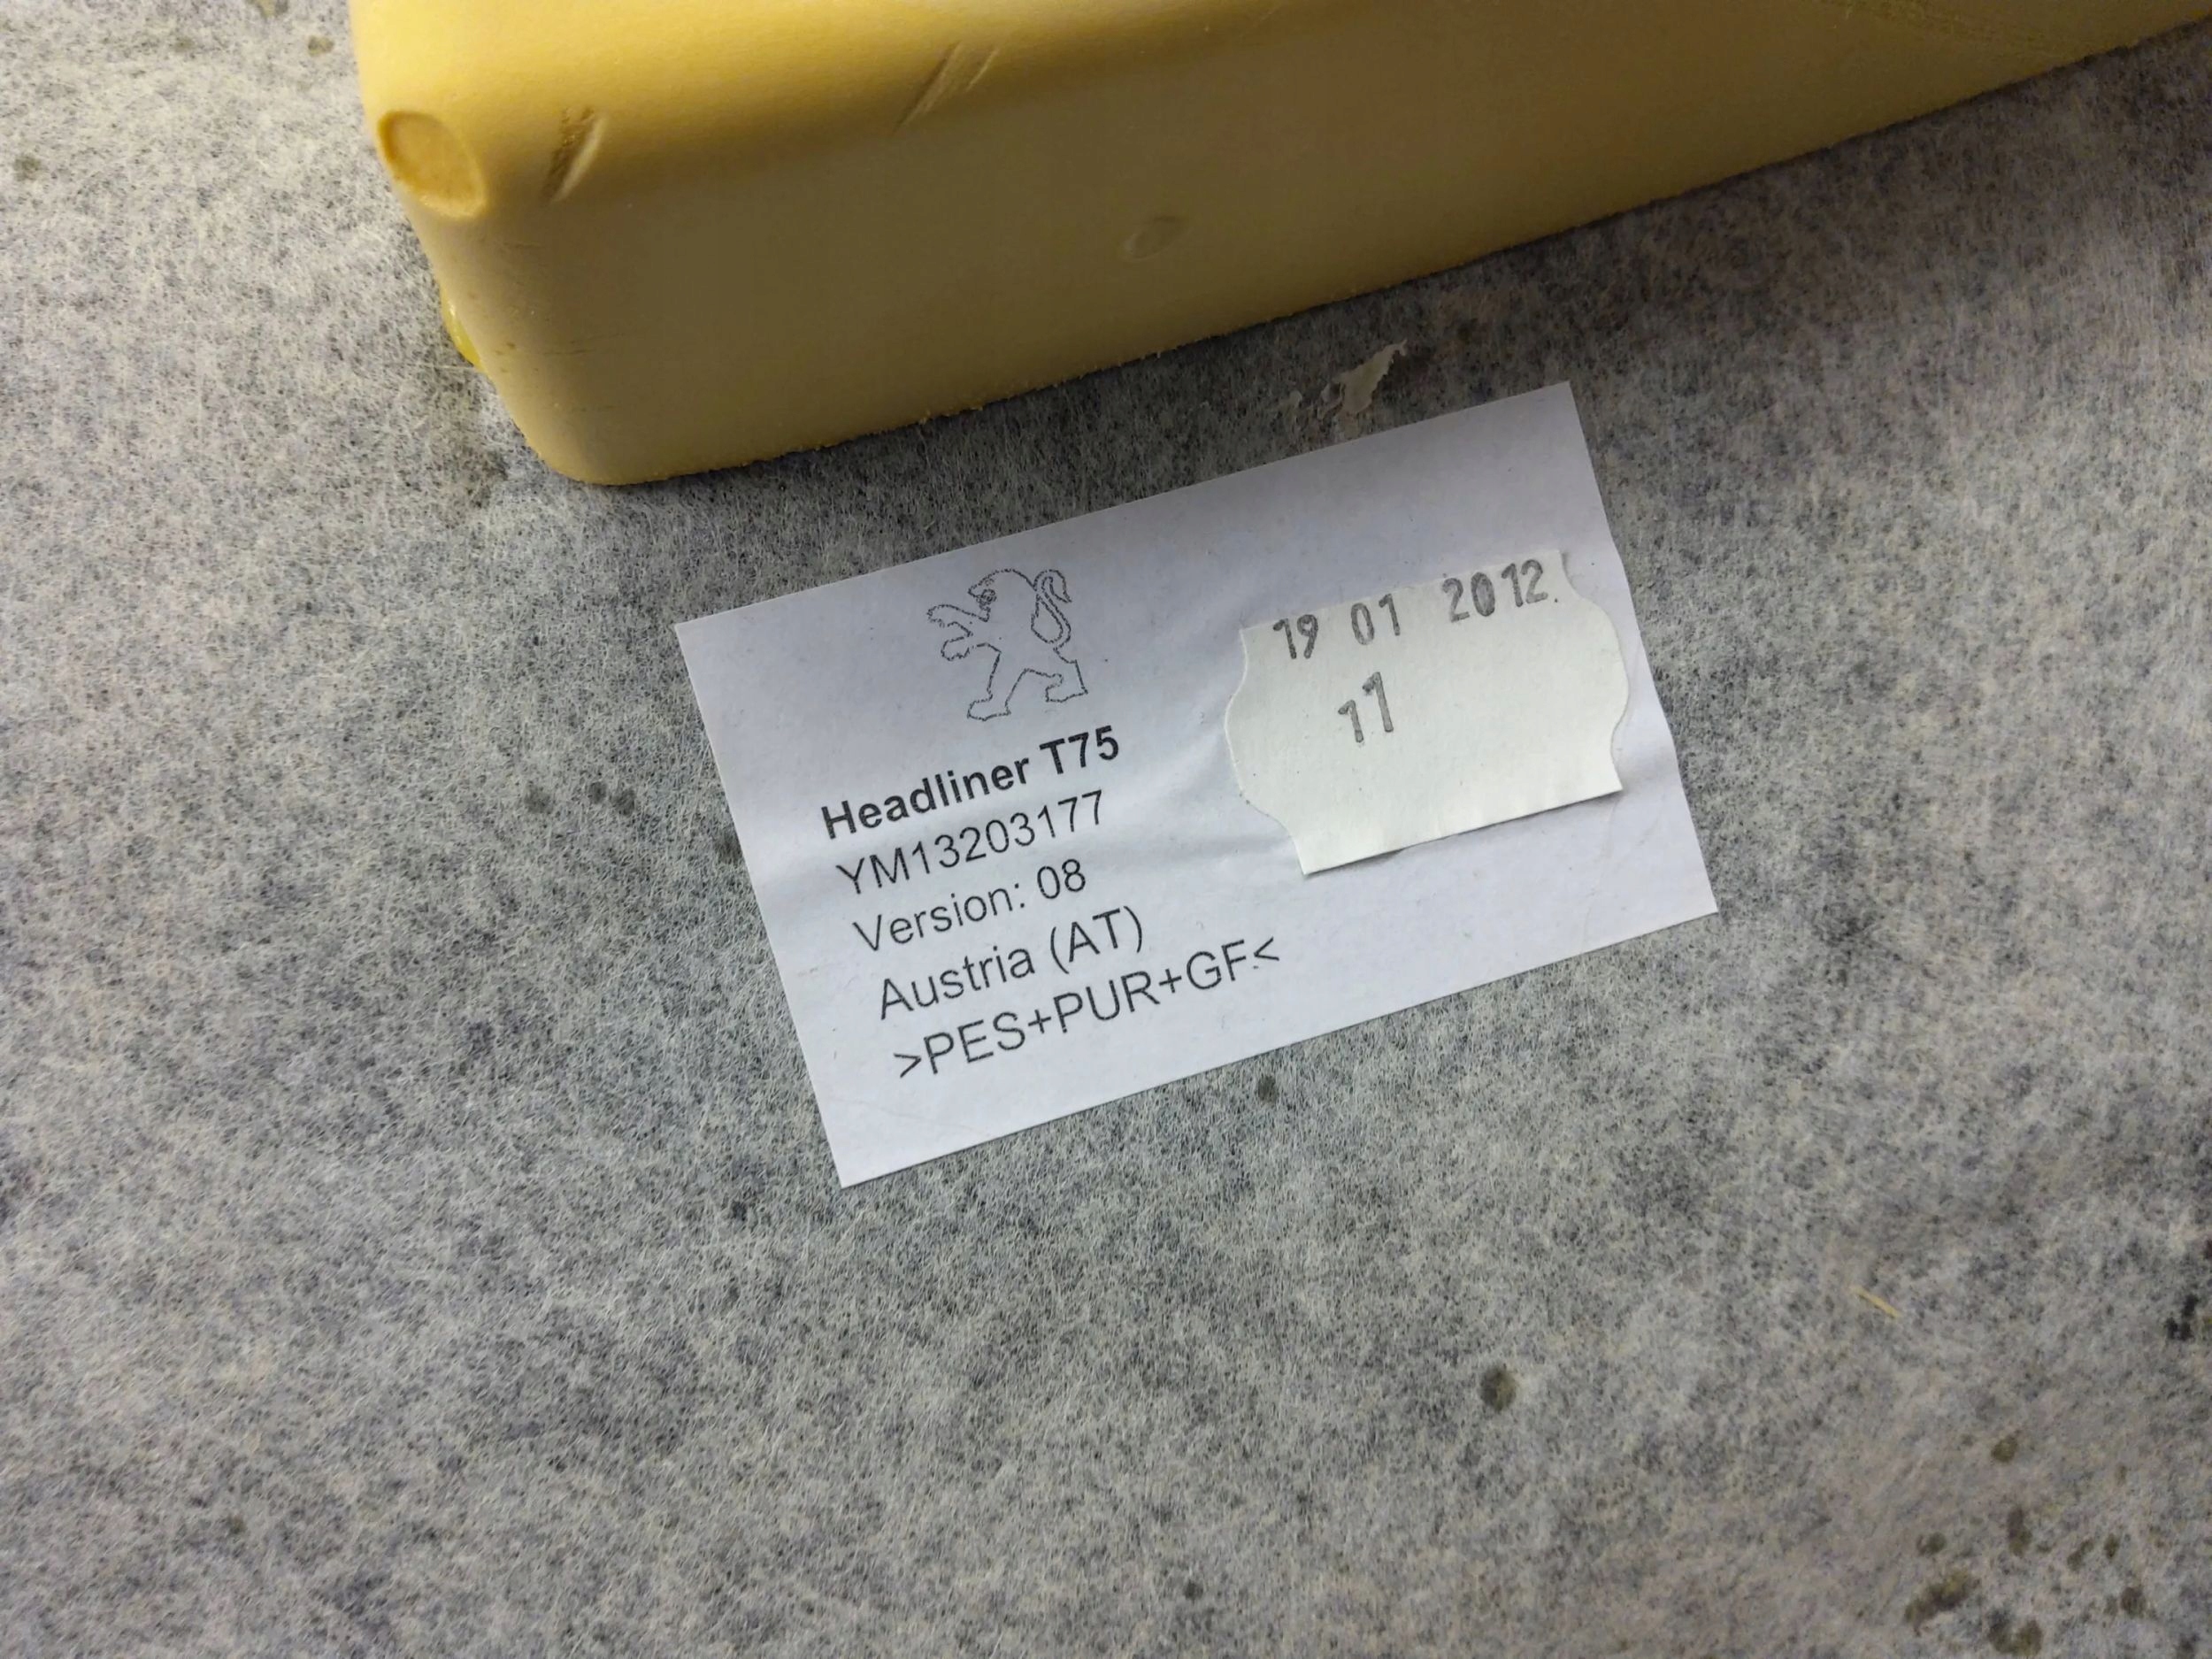 Headliner T75
YM13203177
Version: 08
Austria (AT)
>PES+PUR+GF<
19 01 2012
11